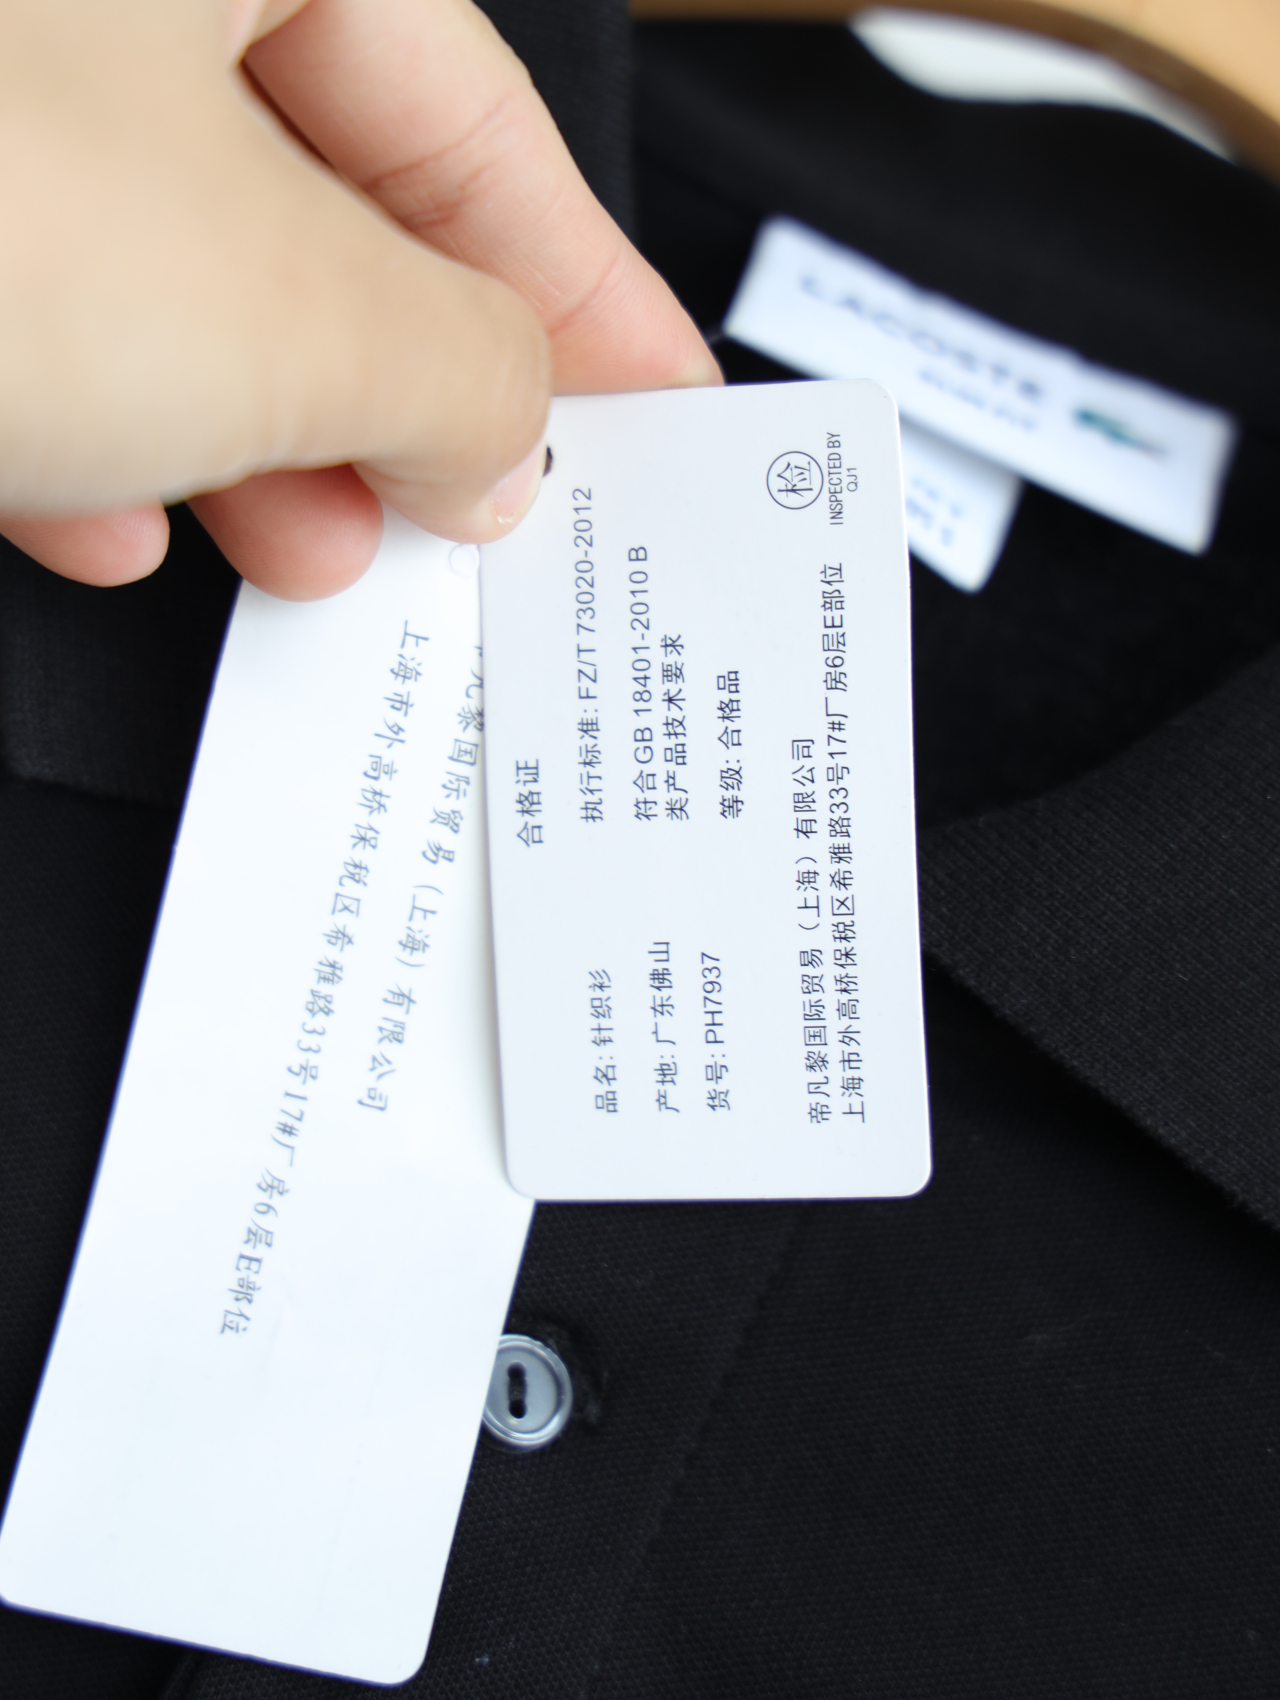 合格证
品名: 针织衫
执行标准: FZ/T 73020-2012
产地: 广东佛山
符合GB 18401-2010 B
类产品技术要求
货号: PH7937
等级: 合格品
帝凡黎国际贸易（上海）有限公司
上海市外高桥保税区希雅路33号17#厂房6层E部位
检
INSPECTED BY
QJ1
凡黎国际贸易（上海）有限公司
上海市外高桥保税区希雅路33号17#厂房6层E部位
LACOSTE